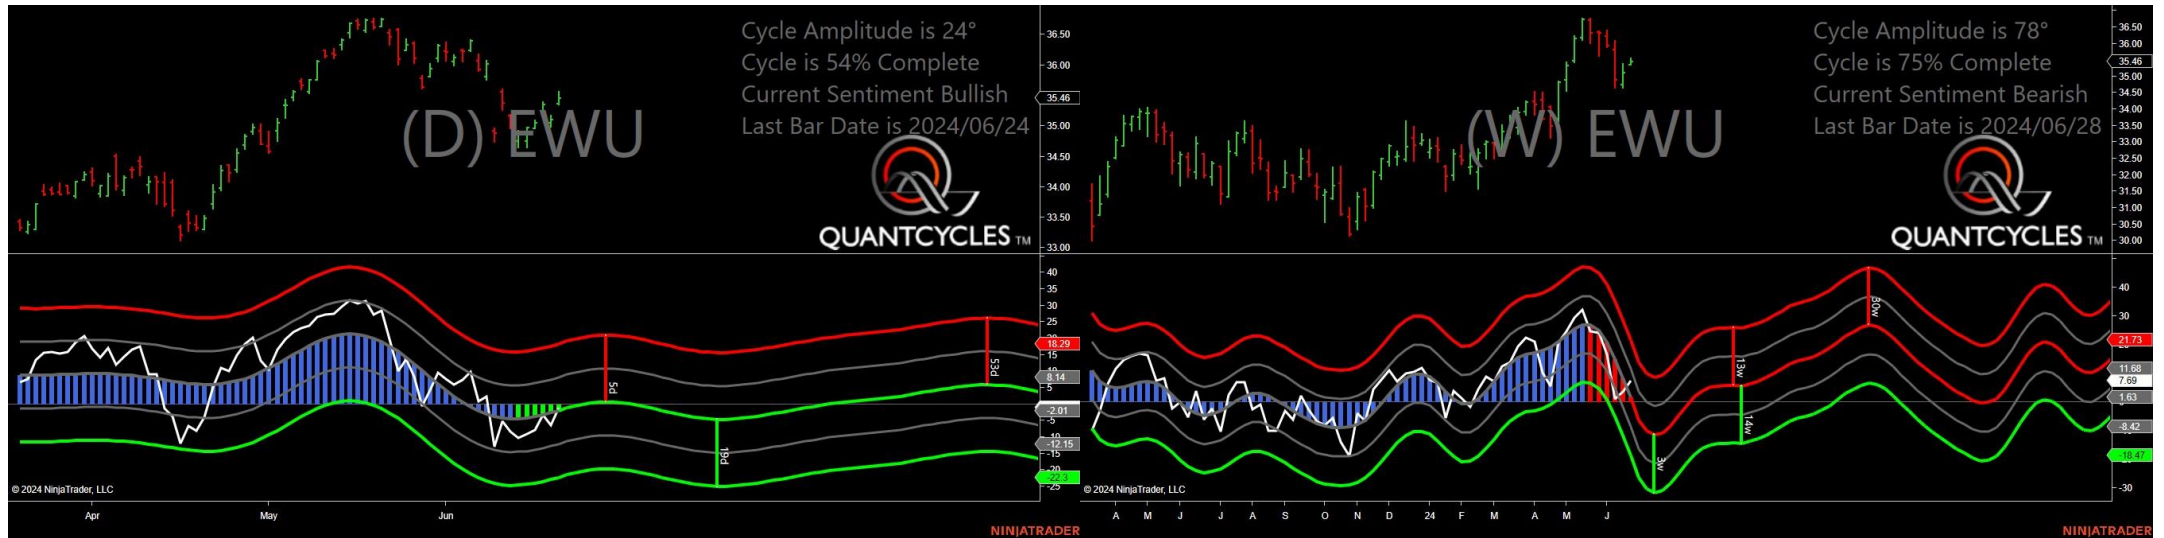 Cycle Amplitude is 24°
Cycle is 54% Complete
Current Sentiment Bullish
Last Bar Date is 2024/06/24
(D) EWU
QUANTCYCLES TM
36.50
36.00
35.46
35.00
34.50
34.00
33.50
33.00
40
35
30
25
18.29
15
8.14
5
-2.01
-5
-12.15
-15
-20
-22.3
-25
5d
19d
53d
© 2024 NinjaTrader, LLC
Apr
May
Jun
NINJATRADER
Cycle Amplitude is 78°
Cycle is 75% Complete
Current Sentiment Bearish
Last Bar Date is 2024/06/28
(W) EWU
QUANTCYCLES TM
36.50
36.00
35.46
35.00
34.50
34.00
33.50
33.00
32.50
32.00
31.50
31.00
30.50
30.00
40
30
21.73
11.68
7.69
1.63
-8.42
-18.47
-30
3w
13w
14w
30w
© 2024 NinjaTrader, LLC
A M J J A S O N D 24 F M A M J
NINJATRADER